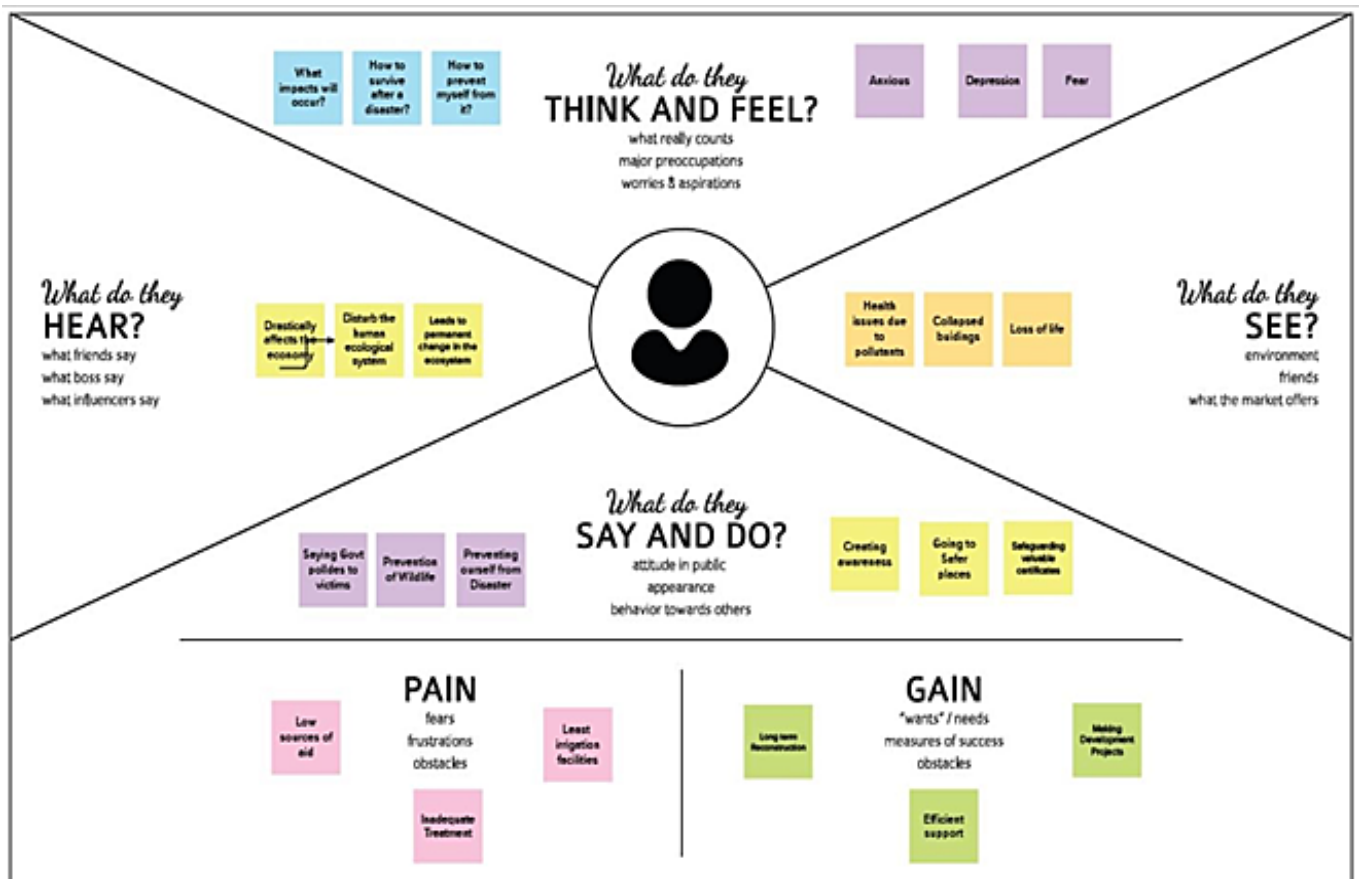 What
impacts will
occur?
How to
survive
after a
disaster?
How to
prevent
myself from
it?
What do they
THINK AND FEEL?
what really counts
major preoccupations
worries & aspirations
Anxious
Depression
Fear
What do they
HEAR?
what friends say
what boss say
what influencers say
Drastically
affects the
economy
Disturb the
human
ecological
system
Leads to
permanent
change in the
ecosystem
Health
issues due
to
pollutants
Collapsed
buidings
Loss of life
What do they
SEE?
environment
friends
what the market offers
What do they
SAY AND DO?
attitude in public
appearance
behavior towards others
Saying Govt
polides to
victims
Prevention
of Wildlife
Preventing
ourself from
Disaster
Creating
awareness
Going to
Safer
places
Safeguarding
valuable
certificates
PAIN
fears
frustrations
obstacles
Low
sources of
aid
Least
irrigation
facilities
Inadequate
Treatment
GAIN
"wants" / needs
measures of success
obstacles
Long term
Reconstruction
Making
Development
Projects
Efficient
support